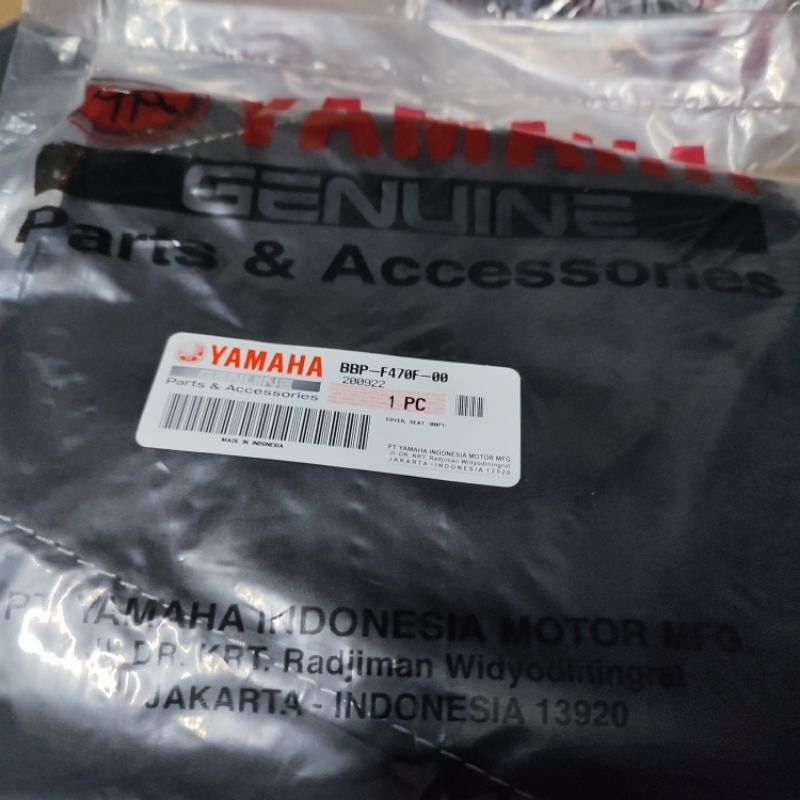 YAMAHA
GENUINE
Parts & Accessories
YAMAHA
GENUINE
Parts & Accessories
BBP-F470F-00
200922
1 PC
COVER, SEAT (BBP1)
MADE IN INDONESIA
PT. YAMAHA INDONESIA MOTOR MFG.
Jl. DR. KRT. Radjiman Widyodiningrat
JAKARTA - INDONESIA 13920
PT. YAMAHA INDONESIA MOTOR MFG.
Jl. DR. KRT. Radjiman Widyodiningrat
JAKARTA - INDONESIA 13920